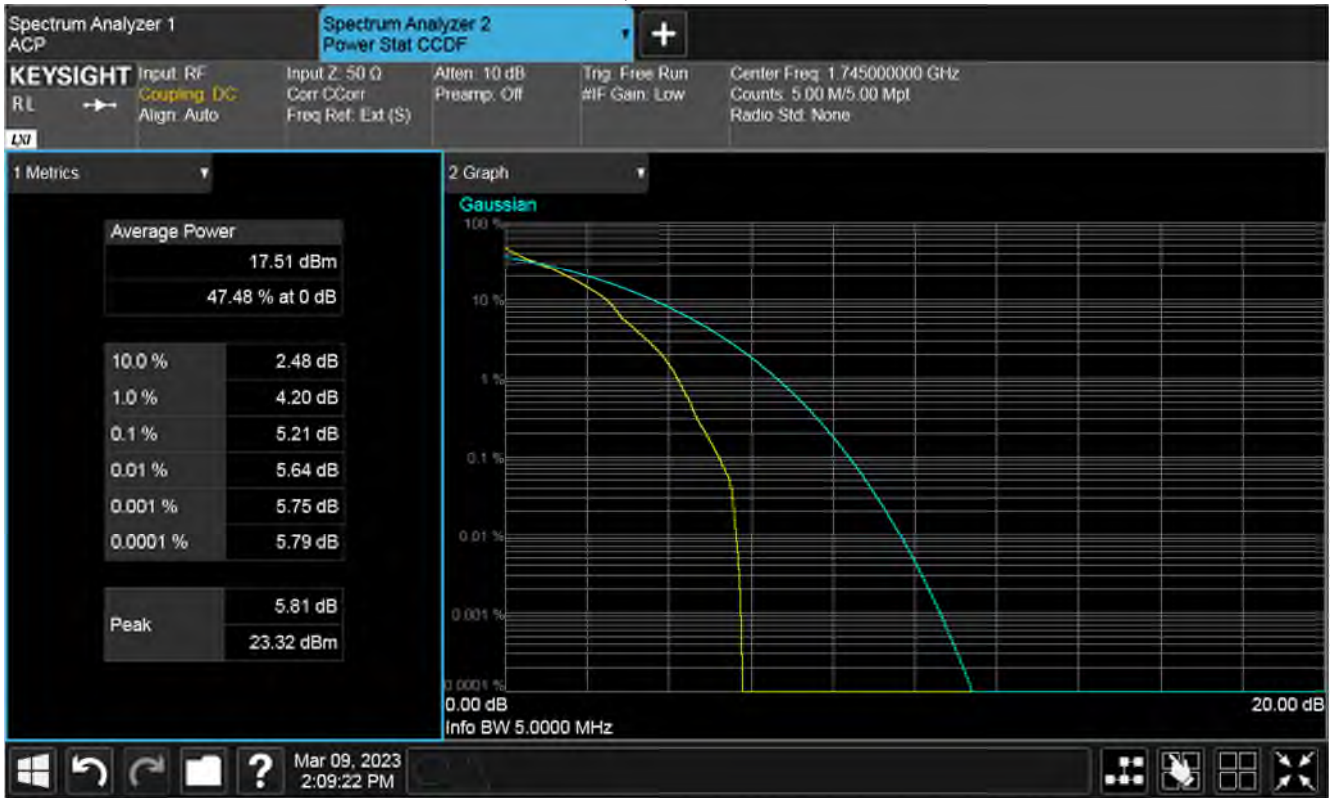 Spectrum Analyzer 1
ACP
Spectrum Analyzer 2
Power Stat CCDF
KEYSIGHT
RL
LXI
Input: RF
Coupling: DC
Align: Auto
Input Z: 50 Ω
Corr CCorr
Freq Ref: Ext (S)
Atten: 10 dB
Preamp: Off
Trig: Free Run
#IF Gain: Low
Center Freq: 1.745000000 GHz
Counts: 5.00 M/5.00 Mpt
Radio Std: None
1 Metrics
Average Power
17.51 dBm
47.48 % at 0 dB
10.0 % 2.48 dB
1.0 % 4.20 dB
0.1 % 5.21 dB
0.01 % 5.64 dB
0.001 % 5.75 dB
0.0001 % 5.79 dB
Peak
5.81 dB
23.32 dBm
2 Graph
Gaussian
100 %
10 %
1 %
0.1 %
0.01 %
0.001 %
0.0001 %
0.00 dB 20.00 dB
Info BW 5.0000 MHz
?
Mar 09, 2023
2:09:22 PM